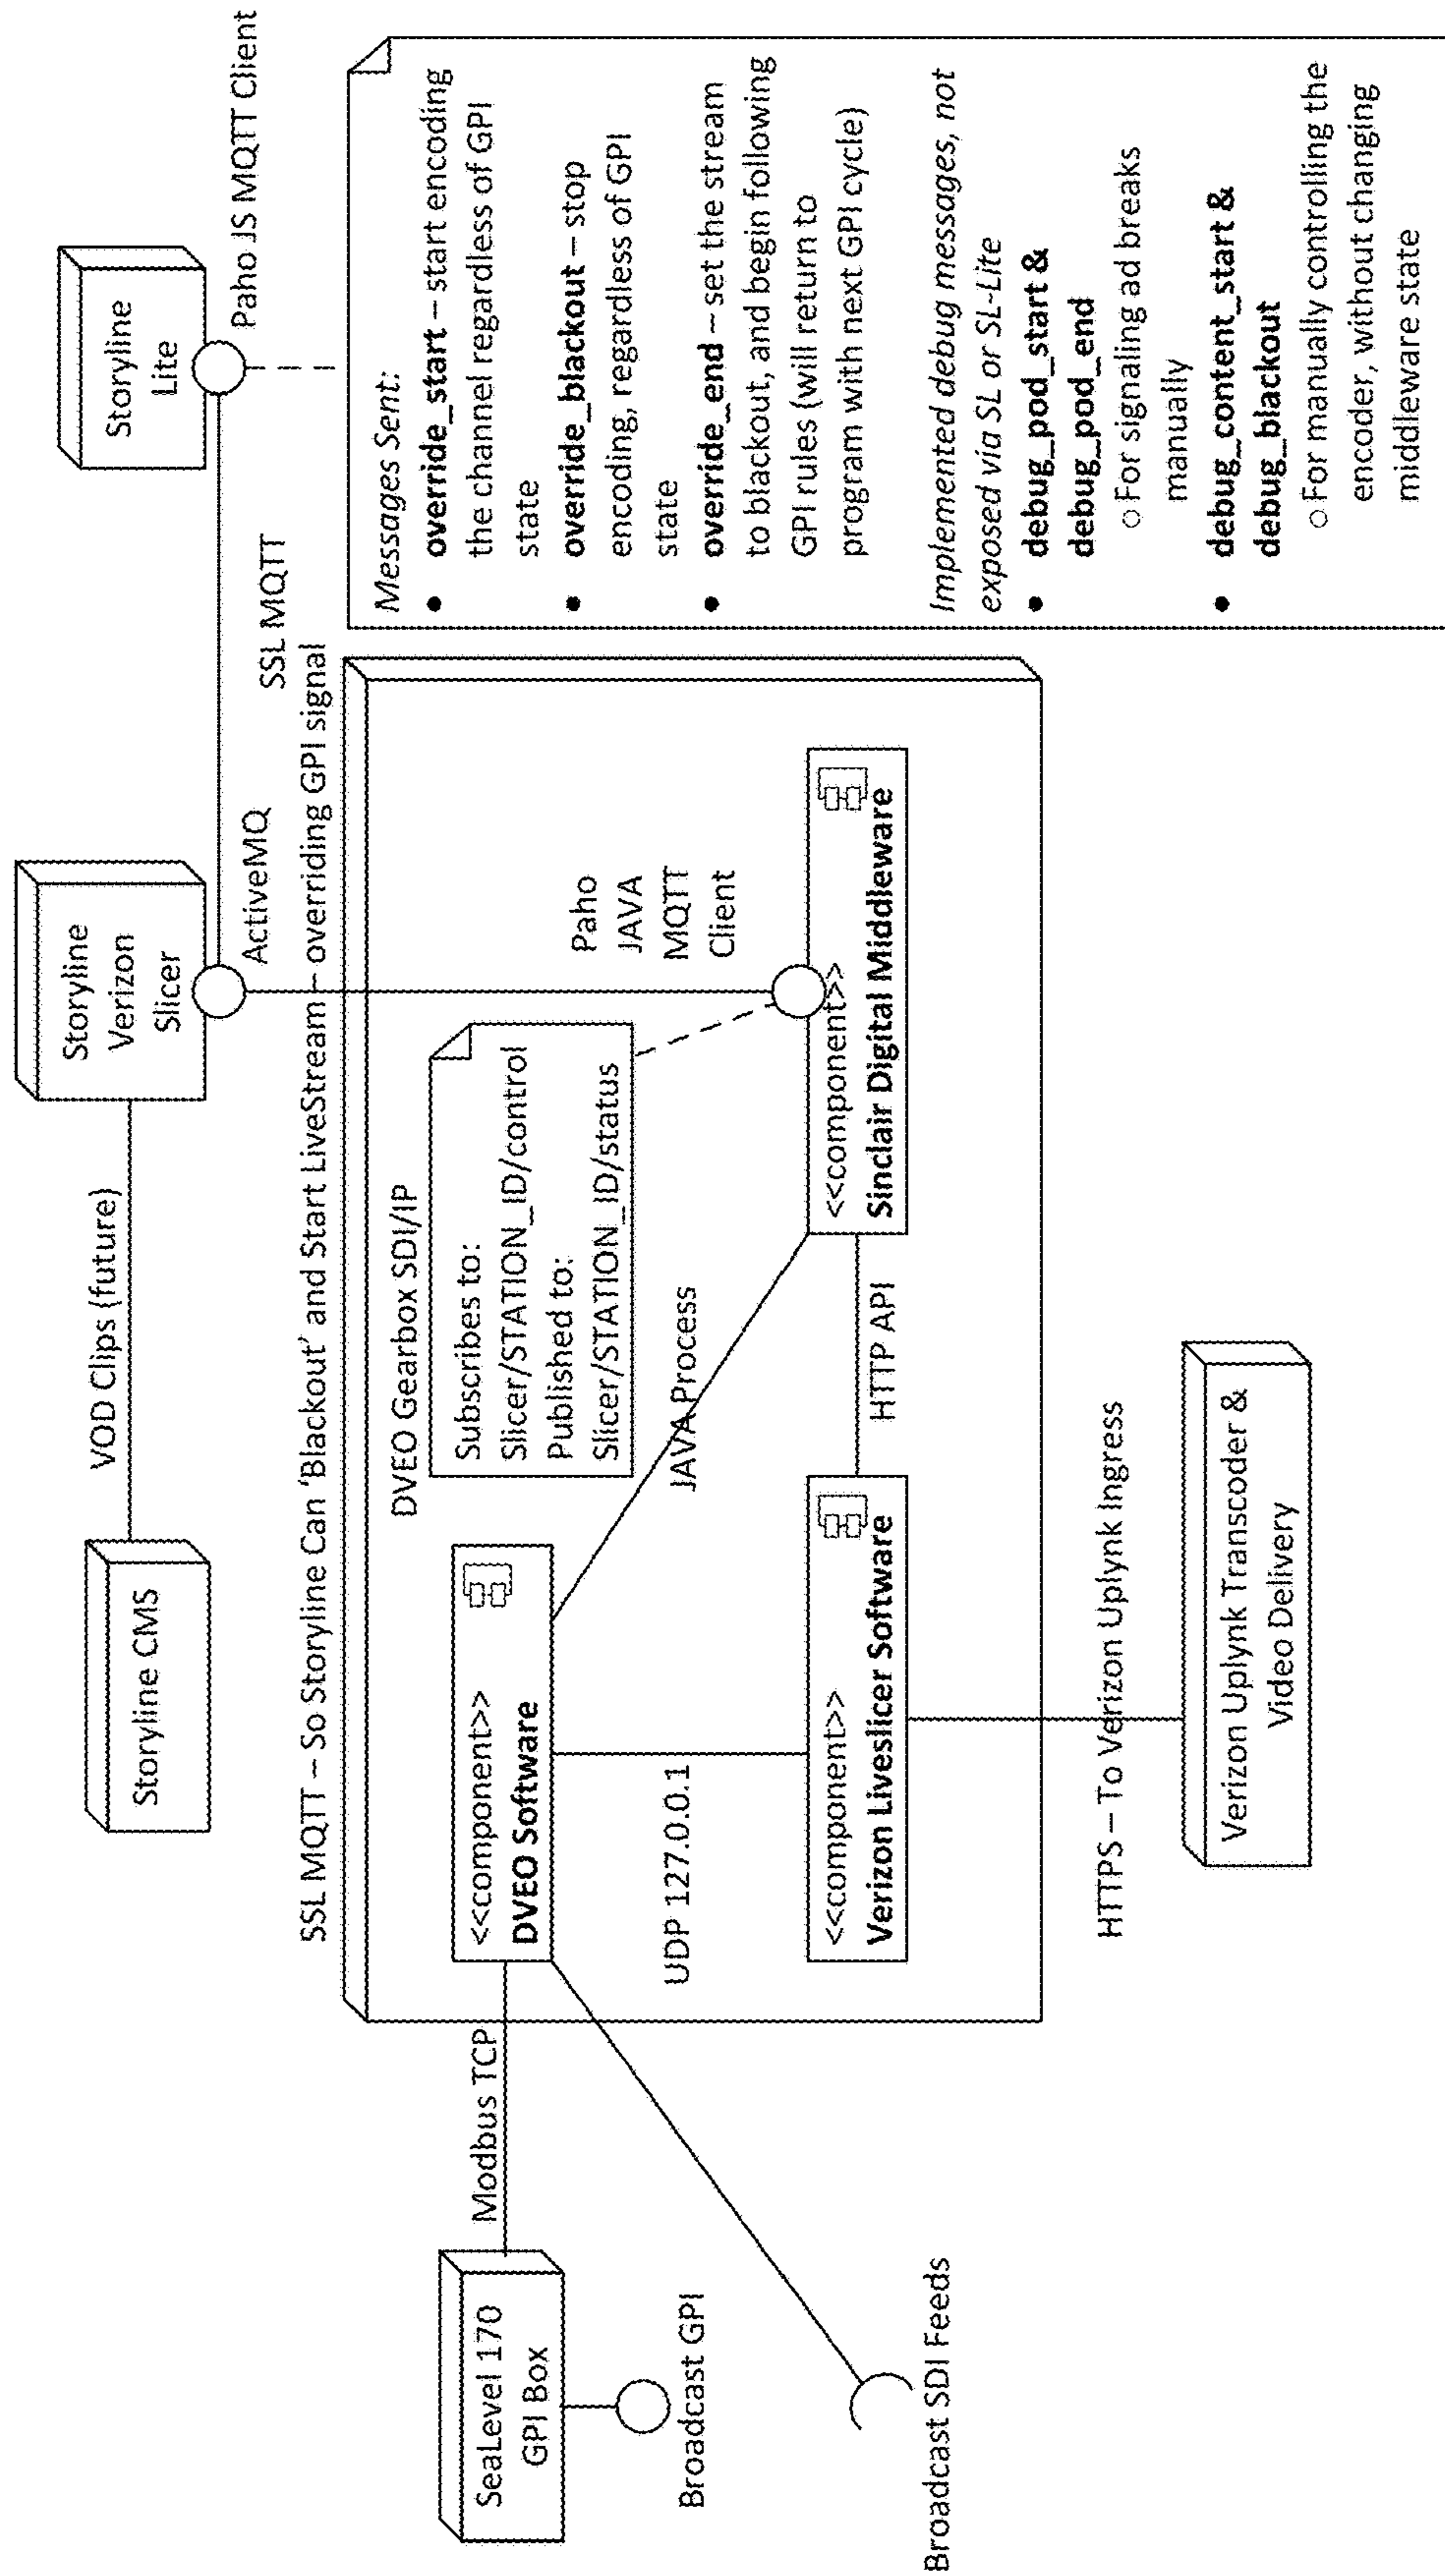 Storyline CMS
VOD Clips (future)
Storyline
Verizon
Slicer
ActiveMQ
SSL MQTT
Storyline
Lite
Paho JS MQTT Client
SSL MQTT – So Storyline Can ‘Blackout’ and Start LiveStream – overriding GPI signal
SeaLevel 170
GPI Box
Broadcast GPI
Modbus TCP
Broadcast SDI Feeds
DVEO Gearbox SDI/IP
<<component>>
DVEO Software
Subscribes to:
Slicer/STATION_ID/control
Published to:
Slicer/STATION_ID/status
Paho
JAVA
MQTT
Client
UDP 127.0.0.1
JAVA Process
<<component>>
Verizon Liveslicer Software
HTTP API
<<component>>
Sinclair Digital Middleware
HTTPS – To Verizon Uplynk Ingress
Verizon Uplynk Transcoder &
Video Delivery
Messages Sent:
● override_start – start encoding
the channel regardless of GPI
state
● override_blackout – stop
encoding, regardless of GPI
state
● override_end – set the stream
to blackout, and begin following
GPI rules (will return to
program with next GPI cycle)
Implemented debug messages, not
exposed via SL or SL-Lite
● debug_pod_start &
debug_pod_end
○ For signaling ad breaks
manually
● debug_content_start &
debug_blackout
○ For manually controlling the
encoder, without changing
middleware state